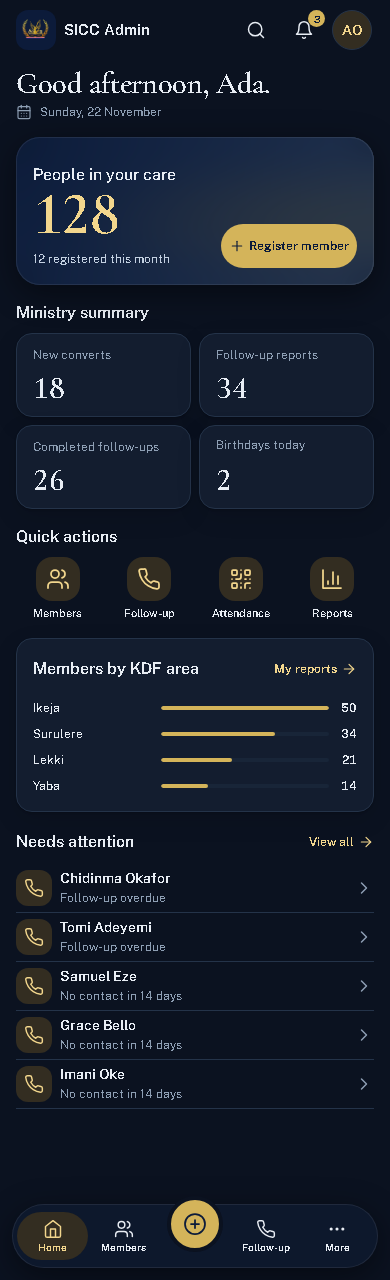 SICC Admin
3
AO
Good afternoon, Ada.
Sunday, 22 November
People in your care
128
12 registered this month
Register member
Ministry summary
New converts
18
Follow-up reports
34
Completed follow-ups
26
Birthdays today
2
Quick actions
Members
Follow-up
Attendance
Reports
Members by KDF area
My reports
Ikeja 50
Surulere 34
Lekki 21
Yaba 14
Needs attention
View all
Chidinma Okafor
Follow-up overdue
Tomi Adeyemi
Follow-up overdue
Samuel Eze
No contact in 14 days
Grace Bello
No contact in 14 days
Imani Oke
No contact in 14 days
Home
Members
Follow-up
More